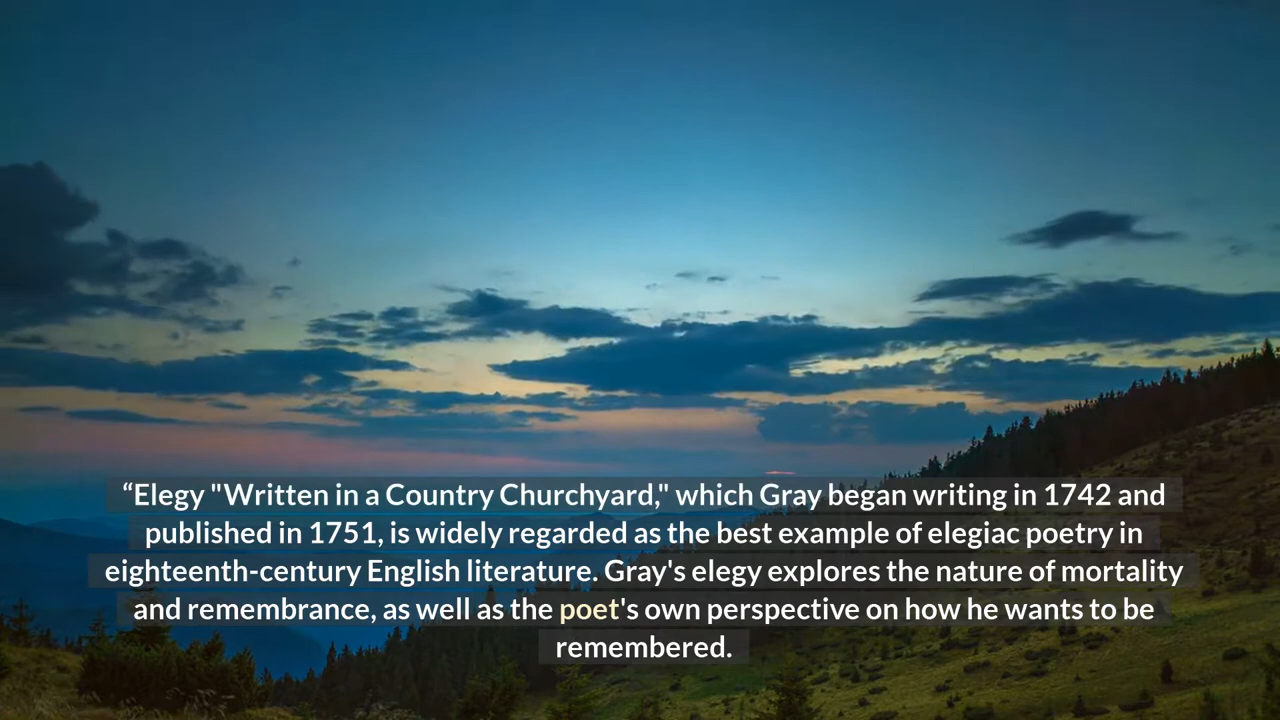 “Elegy "Written in a Country Churchyard," which Gray began writing in 1742 and
published in 1751, is widely regarded as the best example of elegiac poetry in
eighteenth-century English literature. Gray's elegy explores the nature of mortality
and remembrance, as well as the poet's own perspective on how he wants to be
remembered.